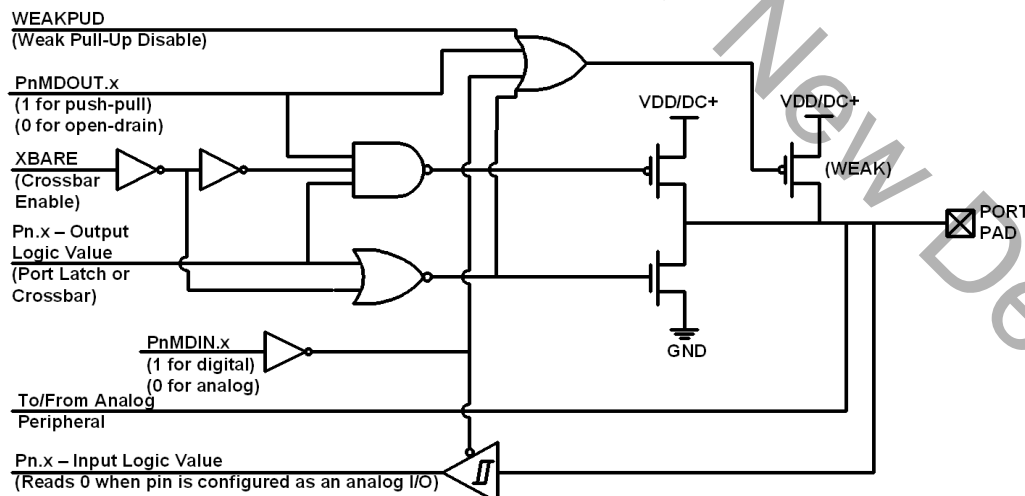 WEAKPUD
(Weak Pull-Up Disable)
PnMDOUT.x
(1 for push-pull)
(0 for open-drain)
XBARE
(Crossbar
Enable)
Pn.x – Output
Logic Value
(Port Latch or
Crossbar)
PnMDIN.x
(1 for digital)
(0 for analog)
To/From Analog
Peripheral
Pn.x – Input Logic Value
(Reads 0 when pin is configured as an analog I/O)
VDD/DC+
VDD/DC+
(WEAK)
GND
PORT
PAD
New